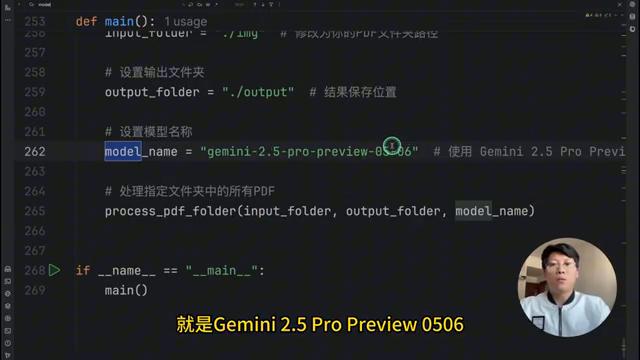 model
Cc W .*
253 def main(): 1 usage
input_folder = "./img" # 修改为你的PDF文件夹路径
257
258 # 设置输出文件夹
259 output_folder = "./output" # 结果保存位置
260
261 # 设置模型名称
262 model_name = "gemini-2.5-pro-preview-05-06" # 使用 Gemini 2.5 Pro Previ
263
264 # 处理指定文件夹中的所有PDF
265 process_pdf_folder(input_folder, output_folder, model_name)
268 if __name__ == "__main__":
269 main()
就是Gemini 2.5 Pro Preview 0506